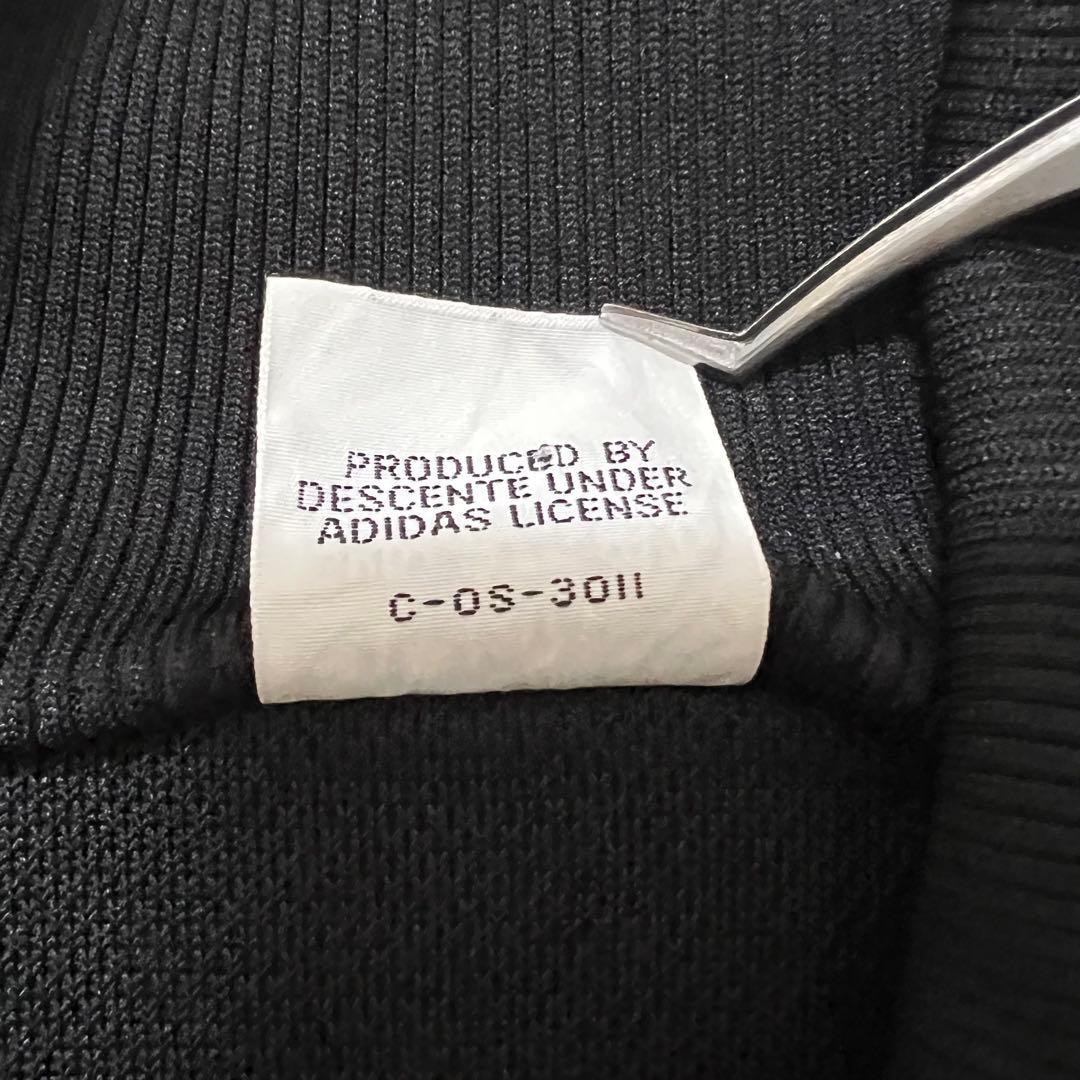 PRODUCED BY
DESCENTE UNDER
ADIDAS LICENSE
C-OS-3011